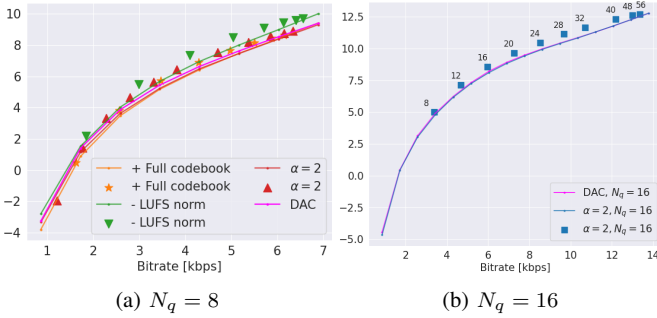 10
8
6
4
2
0
−2
−4
1 2 3 4 5 6 7
Bitrate [kbps]
+ Full codebook
+ Full codebook
- LUFS norm
- LUFS norm
α = 2
α = 2
DAC
(a) N_q = 8
12.5
10.0
7.5
5.0
2.5
0.0
−2.5
−5.0
2 4 6 8 10 12 14
Bitrate [kbps]
8 12 16 20 24 28 32 40 48 56
DAC, N_q = 16
α = 2, N_q = 16
α = 2, N_q = 16
(b) N_q = 16